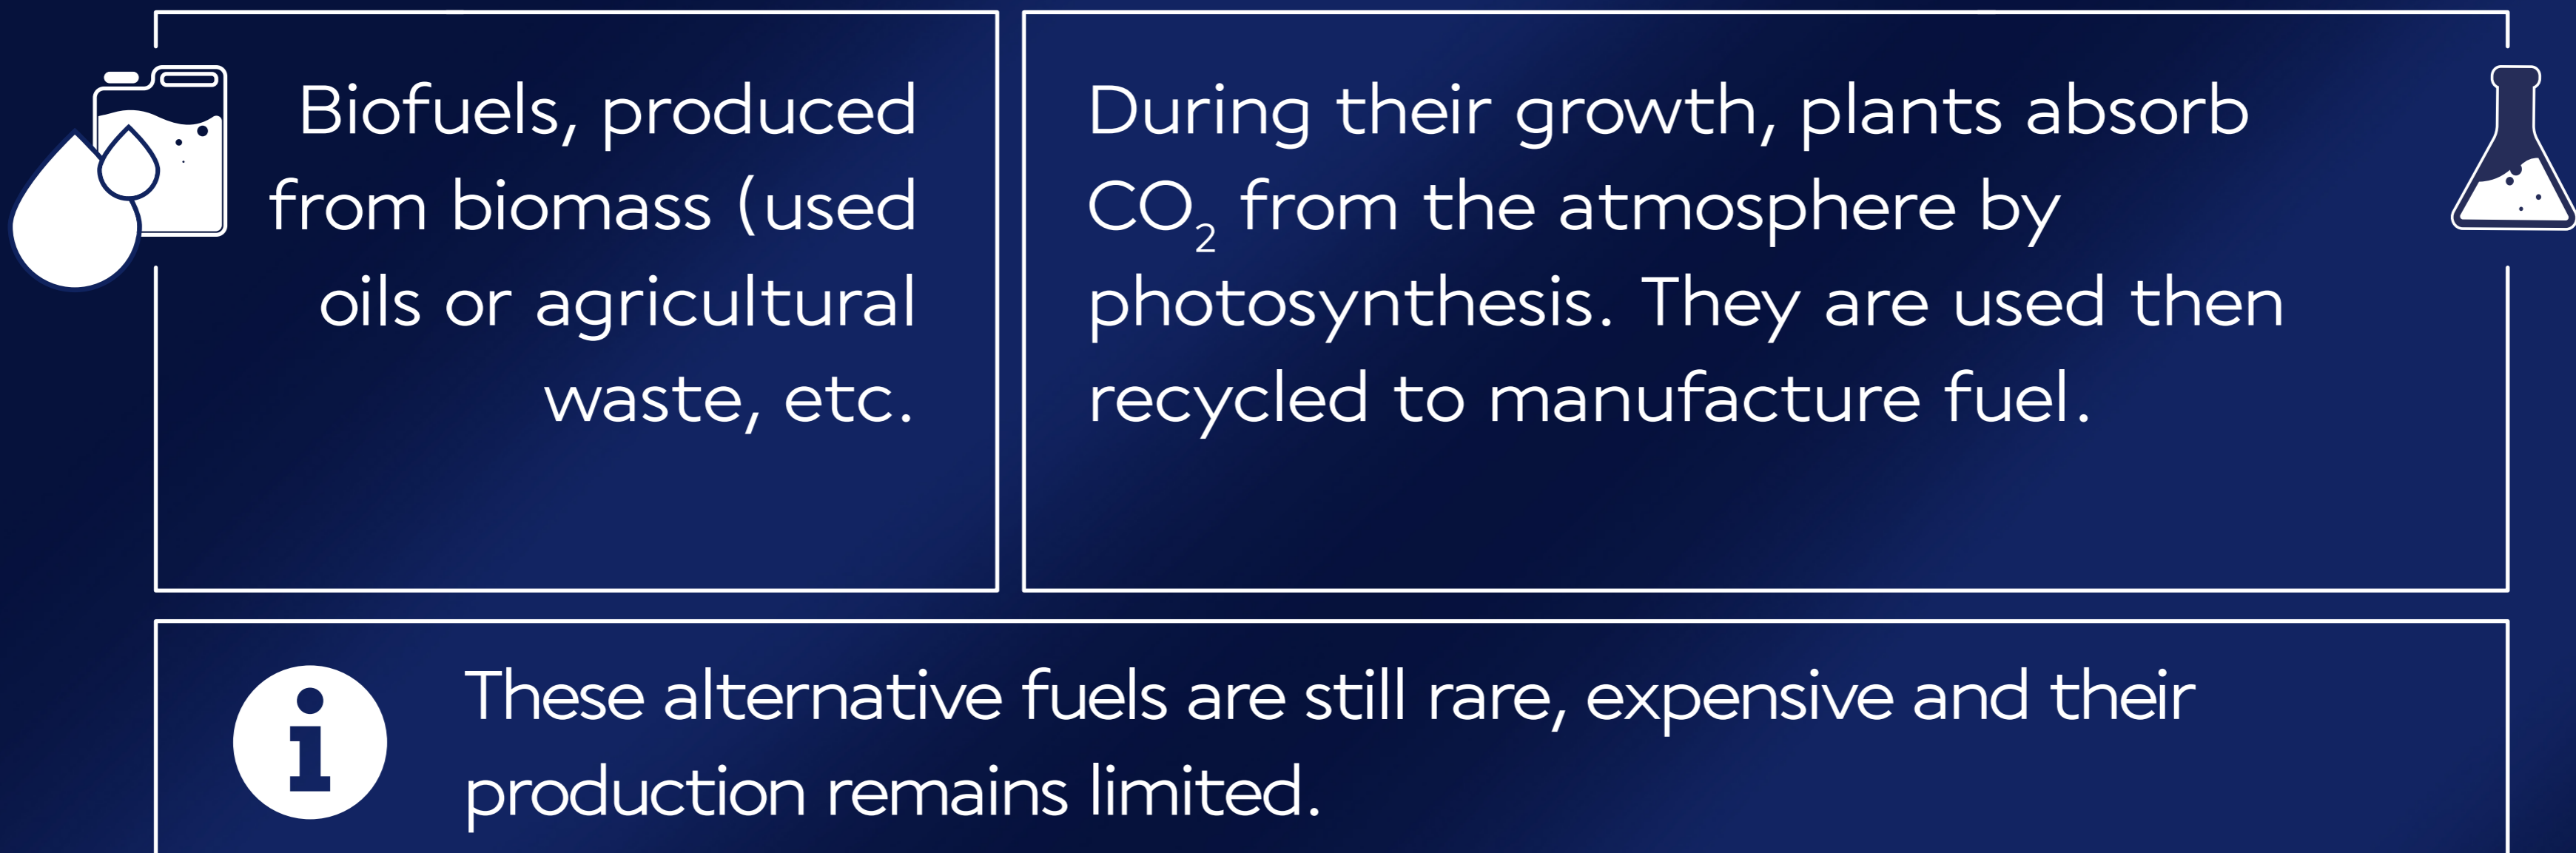 Biofuels, produced
from biomass (used
oils or agricultural
waste, etc.
During their growth, plants absorb
CO₂ from the atmosphere by
photosynthesis. They are used then
recycled to manufacture fuel.
These alternative fuels are still rare, expensive and their
production remains limited.